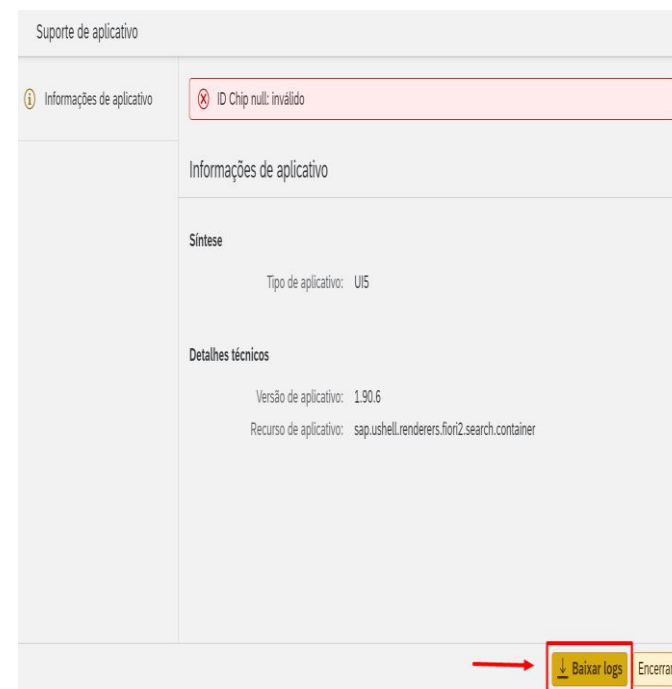 Suporte de aplicativo
Informações de aplicativo
ID Chip null: inválido
Informações de aplicativo
Síntese
Tipo de aplicativo: UI5
Detalhes técnicos
Versão de aplicativo: 1.90.6
Recurso de aplicativo: sap.ushell.renderers.fiori2.search.container
Baixar logs Encerrar